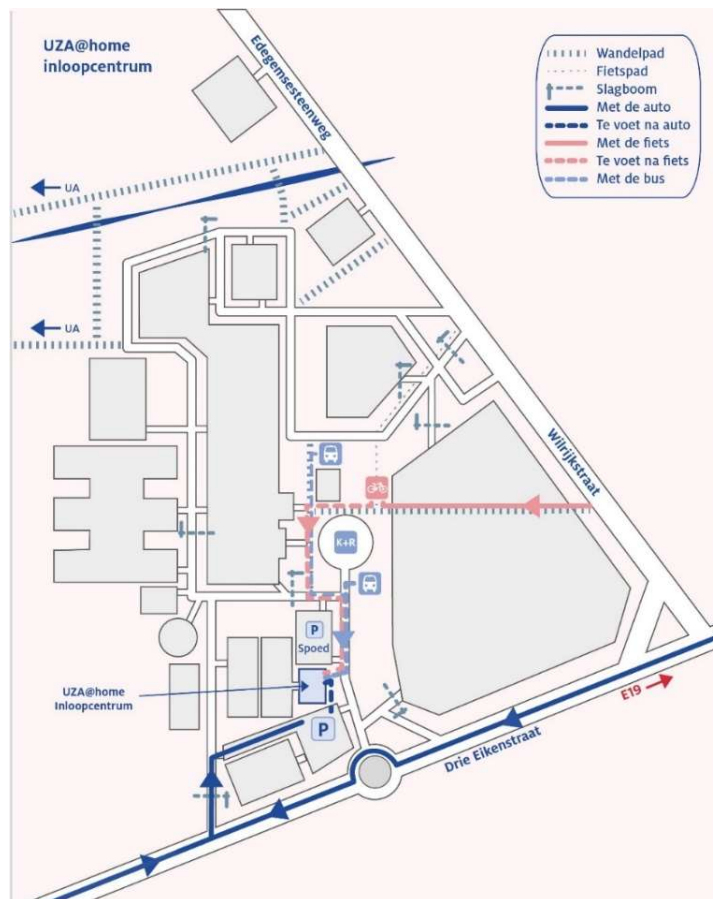 UZA@home
inloopcentrum
Edegemsesteenweg
Wandelpad
Fietspad
Slagboom
Met de auto
Te voet na auto
Met de fiets
Te voet na fiets
Met de bus
UA
UA
Wilrijkstraat
K+R
P
Spoed
UZA@home
Inloopcentrum
P
E19
Drie Eikenstraat